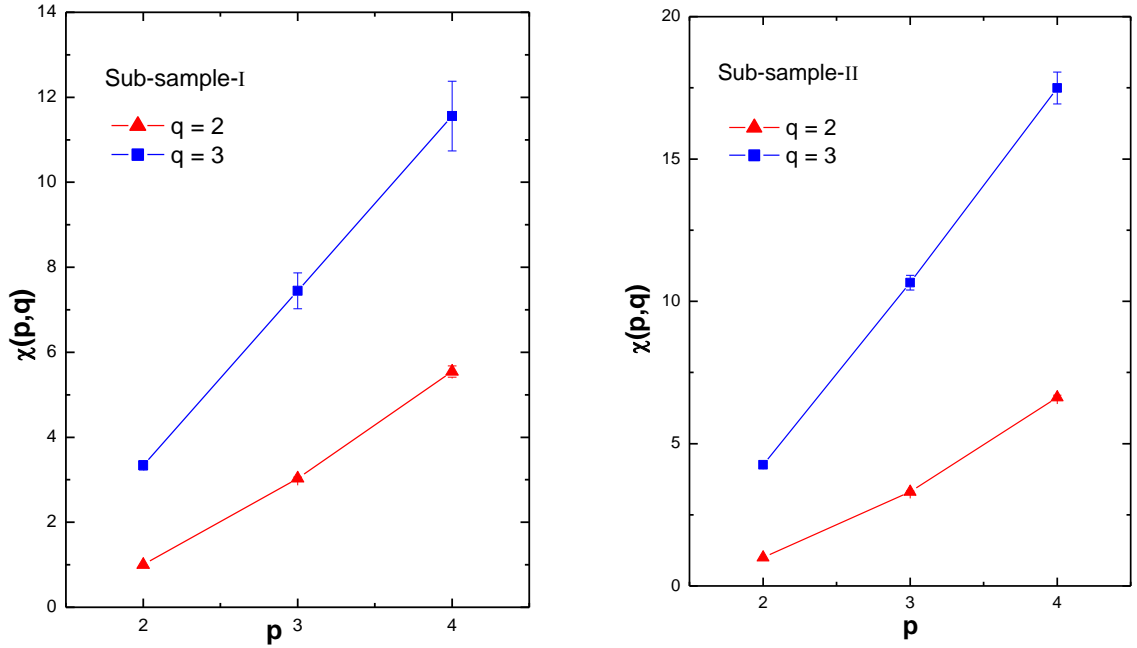 14
12
10
8
6
4
2
0
χ(p,q)
Sub-sample-I
q = 2
q = 3
2
3
4
p
20
15
10
5
0
χ(p,q)
Sub-sample-II
q = 2
q = 3
2
3
4
p